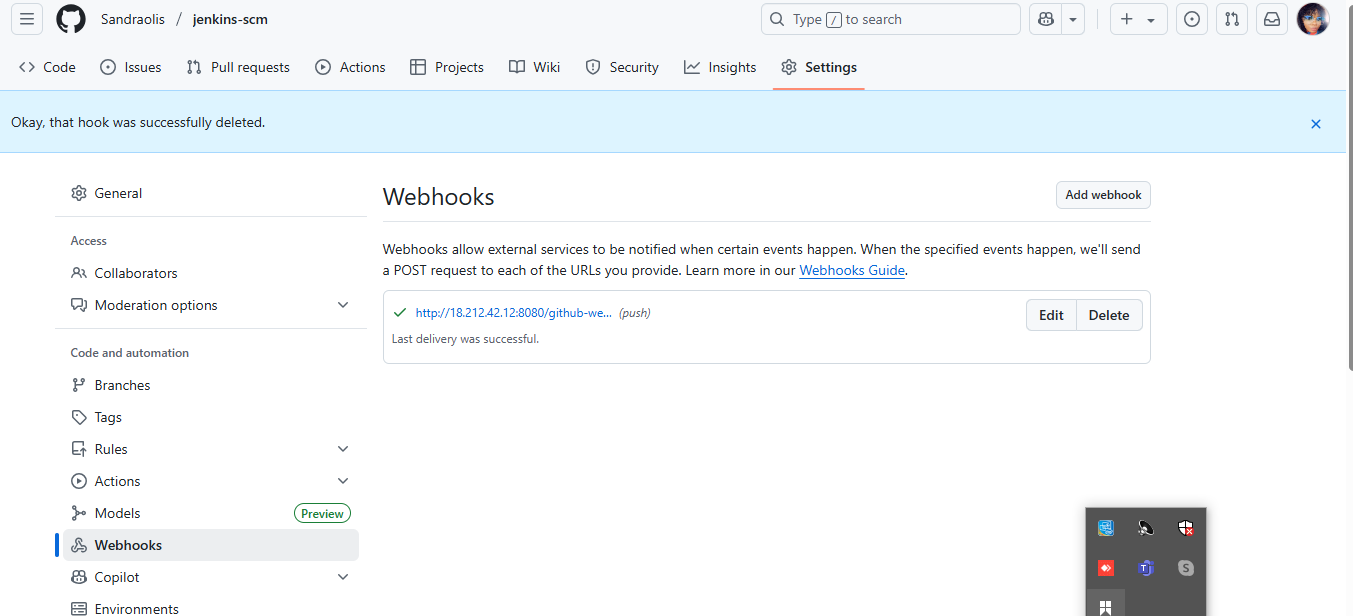 Sandraolis / jenkins-scm
Type / to search
Code
Issues
Pull requests
Actions
Projects
Wiki
Security
Insights
Settings
Okay, that hook was successfully deleted.
General
Access
Collaborators
Moderation options
Code and automation
Branches
Tags
Rules
Actions
Models Preview
Webhooks
Copilot
Environments
Webhooks
Add webhook
Webhooks allow external services to be notified when certain events happen. When the specified events happen, we'll send
a POST request to each of the URLs you provide. Learn more in our Webhooks Guide.
http://18.212.42.12:8080/github-we... (push)
Edit
Delete
Last delivery was successful.